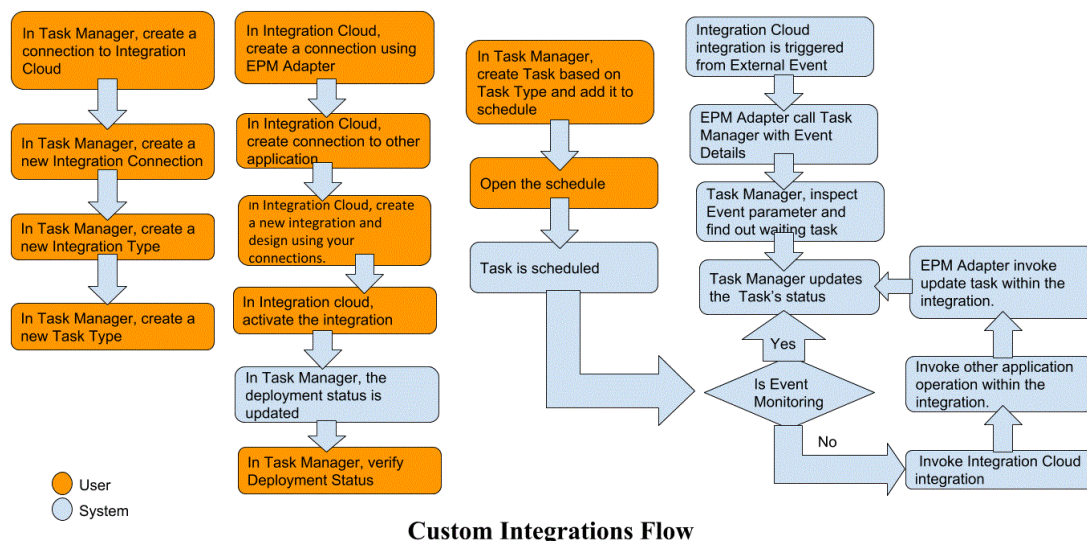 In Task Manager, create a
connection to Integration
Cloud
In Task Manager, create a
new Integration Connection
In Task Manager, create a
new Integration Type
In Task Manager, create a
new Task Type
In Integration Cloud,
create a connection using
EPM Adapter
In Integration Cloud,
create connection to other
application
In Integration Cloud, create
a new integration and
design using your
connections.
In Integration cloud,
activate the integration
In Task Manager, the
deployment status is
updated
In Task Manager, verify
Deployment Status
In Task Manager,
create Task based on
Task Type and add it to
schedule
Open the schedule
Task is scheduled
Integration Cloud
integration is triggered
from External Event
EPM Adapter call Task
Manager with Event
Details
Task Manager, inspect
Event parameter and
find out waiting task
Task Manager updates
the Task's status
Yes
Is Event
Monitoring
No
EPM Adapter invoke
update task within the
integration.
Invoke other application
operation within the
integration.
Invoke Integration Cloud
integration
User
System
Custom Integrations Flow